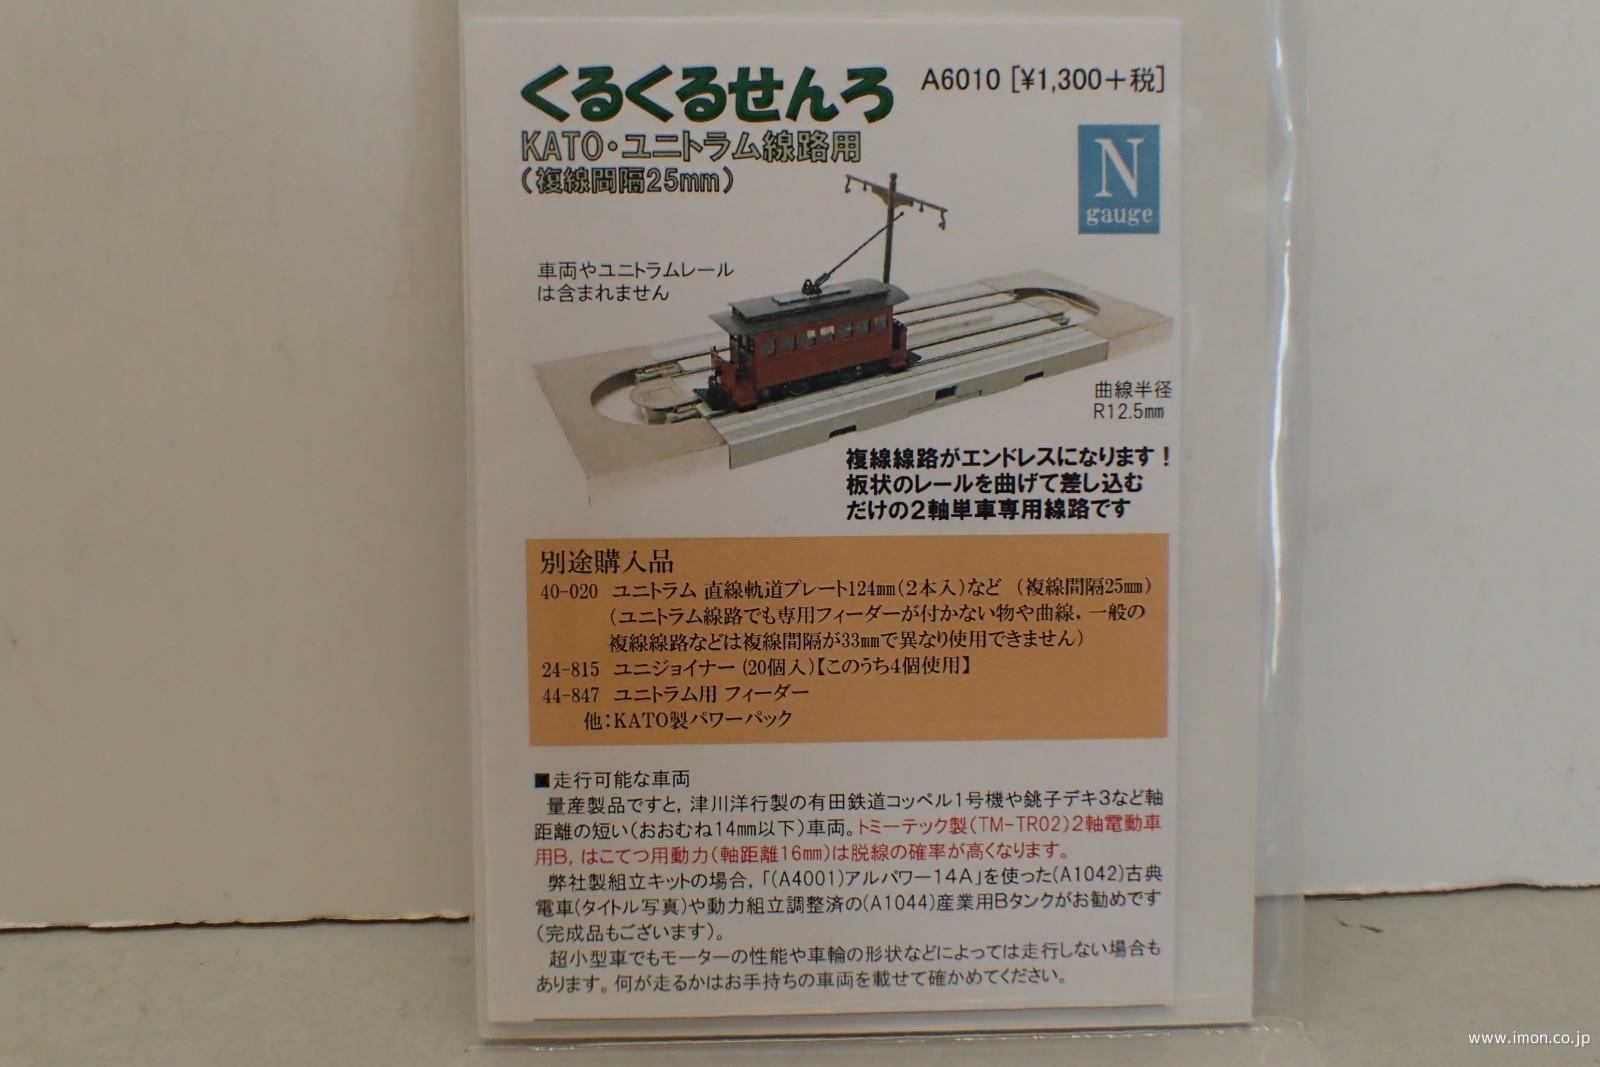 くるくるせんろ A6010 [¥1,300＋税]
KATO・ユニトラム線路用
(複線間隔25mm)
N
gauge
車両やユニトラムレール
は含まれません
曲線半径
R12.5mm
複線線路がエンドレスになります！
板状のレールを曲げて差し込む
だけの２軸単車専用線路です
別途購入品
40-020 ユニトラム 直線軌道プレート124mm(２本入)など (複線間隔25mm)
(ユニトラム線路でも専用フィーダーが付かない物や曲線, 一般の
複線線路などは複線間隔が33mmで異なり使用できません)
24-815 ユニジョイナー (20個入)【このうち4個使用】
44-847 ユニトラム用 フィーダー
他：KATO製パワーパック
■走行可能な車両
量産製品ですと, 津川洋行製の有田鉄道コッペル１号機や銚子デキ３など軸
距離の短い(おおむね14mm以下)車両。トミーテック製(TM-TR02)２軸電動車
用B, はこてつ用動力(軸距離16mm)は脱線の確率が高くなります。
弊社製組立キットの場合, 「(A4001)アルパワー14A」を使った(A1042)古典
電車(タイトル写真)や動力組立調整済の(A1044)産業用Bタンクがお勧めです
(完成品もございます)。
超小型車でもモーターの性能や車輪の形状などによっては走行しない場合も
あります。何が走るかはお手持ちの車両を載せて確かめてください。
www.imon.co.jp